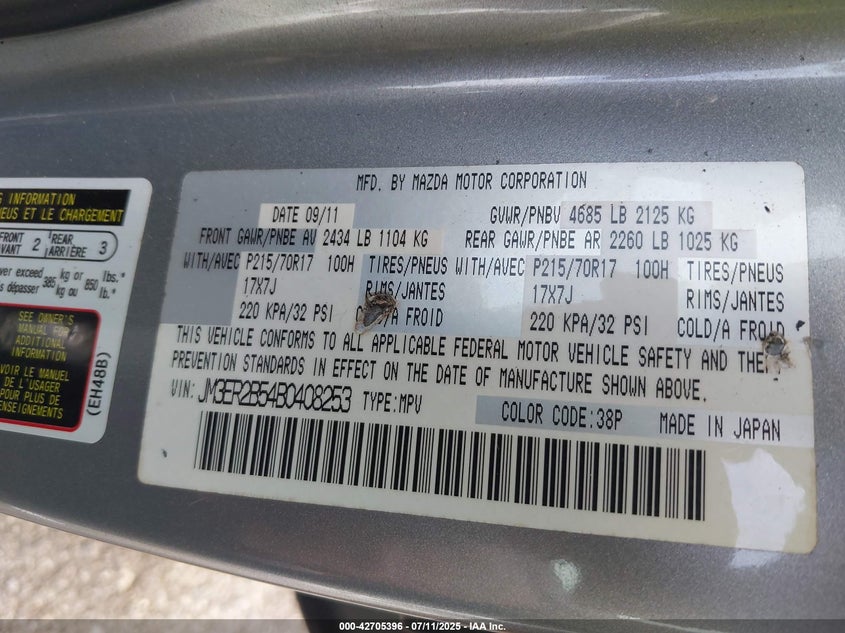 S INFORMATION
NEUS ET LE CHARGEMENT
FRONT
VANT 2 REAR
ARRIÈRE 3
ver exceed 385 kg or 850 lbs.*
s dépasser kg ou lb.*
SEE OWNER'S
MANUAL FOR
ADDITIONAL
INFORMATION
VOIR LE MANUEL
DE L'USAGER
POUR PLUS DE
ENSEIGNEMENTS
(EH48B)
MFD. BY MAZDA MOTOR CORPORATION
DATE 09/11 GVWR/PNBV 4685 LB 2125 KG
FRONT GAWR/PNBE AV 2434 LB 1104 KG REAR GAWR/PNBE AR 2260 LB 1025 KG
WITH/AVEC P215/70R17 100H TIRES/PNEUS WITH/AVEC P215/70R17 100H TIRES/PNEUS
17X7J RIMS/JANTES 17X7J RIMS/JANTES
220 KPA/32 PSI COLD/A FROID 220 KPA/32 PSI COLD/A FROID
THIS VEHICLE CONFORMS TO ALL APPLICABLE FEDERAL MOTOR VEHICLE SAFETY AND THEFT
PREVENTION STANDARDS IN EFFECT ON THE DATE OF MANUFACTURE SHOWN ABOVE.
VIN: JM3ER2B54B0408253 TYPE:MPV COLOR CODE:38P MADE IN JAPAN
000-42705396 - 07/11/2025 - IAA Inc.